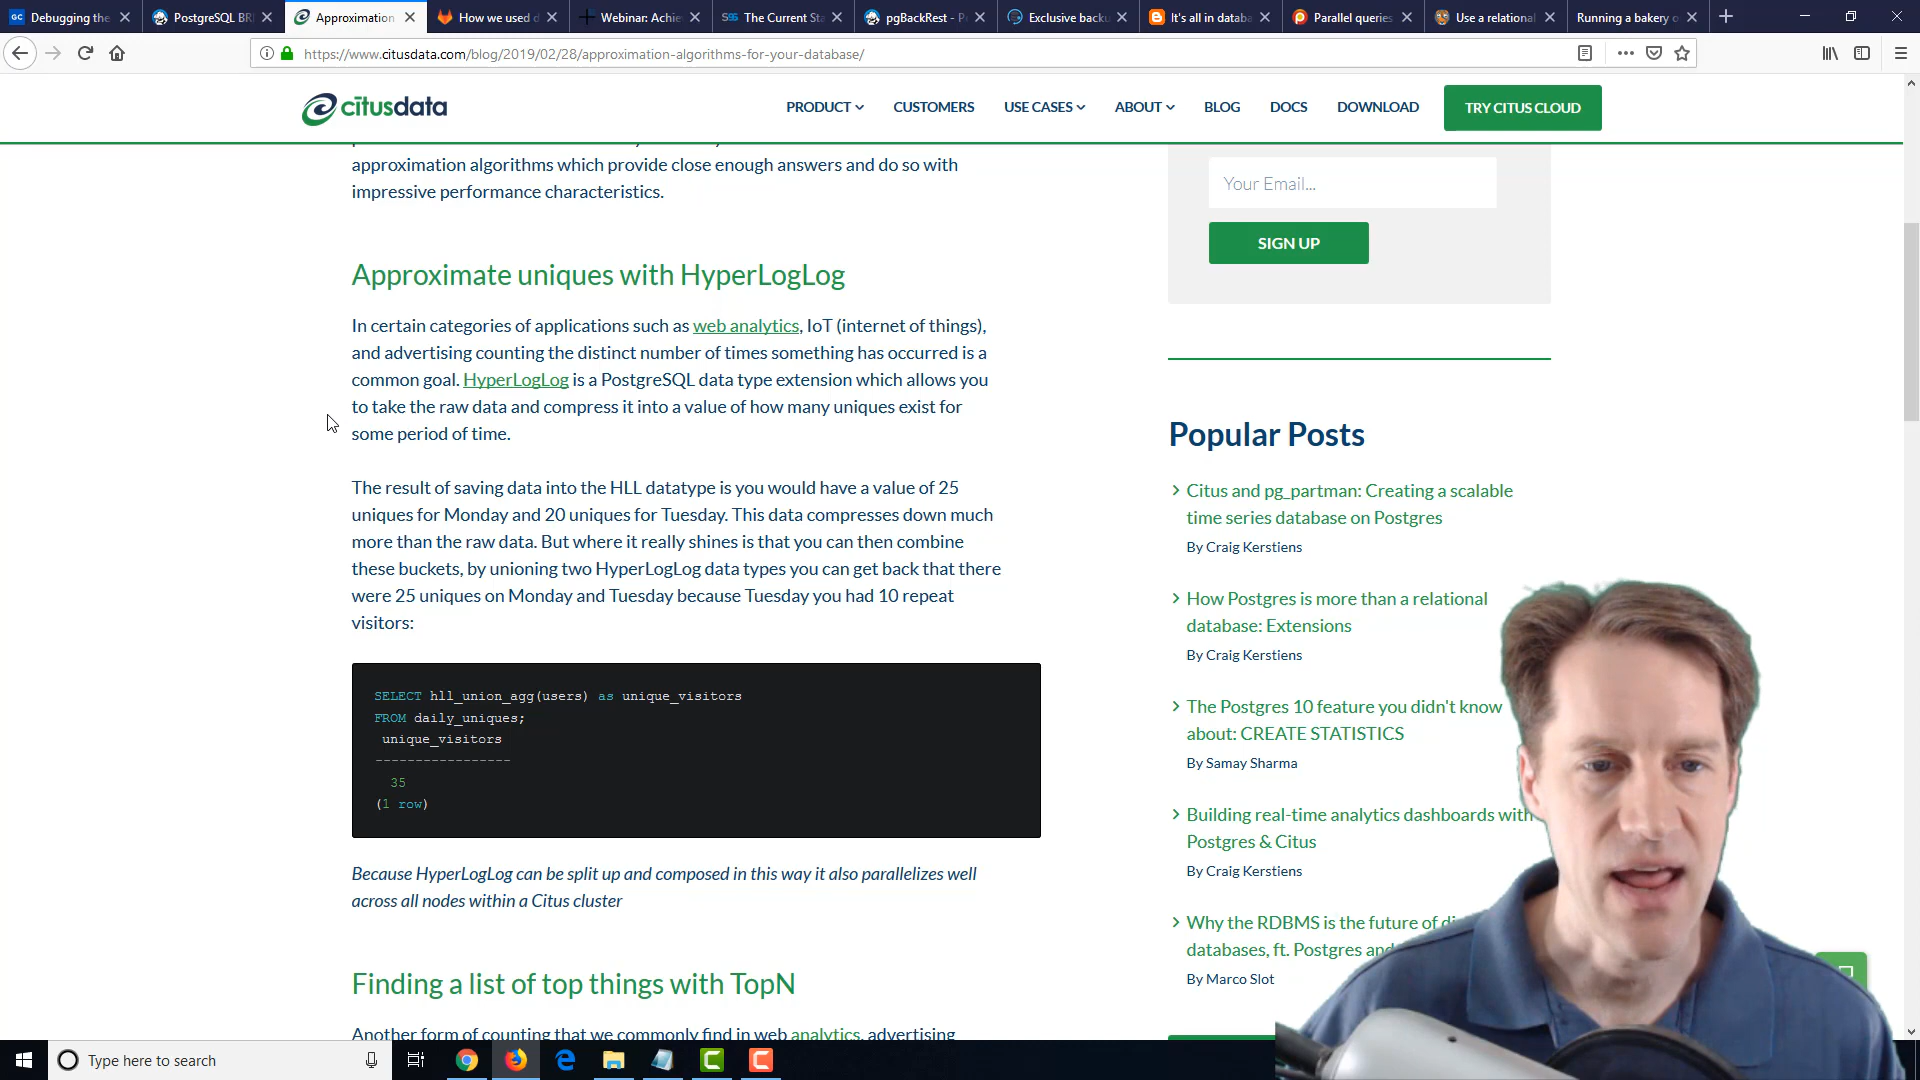 Debugging the
PostgreSQL BRI
Approximation
How we used
Webinar: Achie
The Current Sta
pgBackRest - P
Exclusive backu
It's all in datab
Parallel queries
Use a relational
Running a bakery o
https://www.citusdata.com/blog/2019/02/28/approximation-algorithms-for-your-database/
citusdata
PRODUCT
CUSTOMERS
USE CASES
ABOUT
BLOG
DOCS
DOWNLOAD
TRY CITUS CLOUD
approximation algorithms which provide close enough answers and do so with
impressive performance characteristics.
Approximate uniques with HyperLogLog
In certain categories of applications such as web analytics, IoT (internet of things),
and advertising counting the distinct number of times something has occurred is a
common goal. HyperLogLog is a PostgreSQL data type extension which allows you
to take the raw data and compress it into a value of how many uniques exist for
some period of time.
The result of saving data into the HLL datatype is you would have a value of 25
uniques for Monday and 20 uniques for Tuesday. This data compresses down much
more than the raw data. But where it really shines is that you can then combine
these buckets, by unioning two HyperLogLog data types you can get back that there
were 25 uniques on Monday and Tuesday because Tuesday you had 10 repeat
visitors:
SELECT hll_union_agg(users) as unique_visitors
FROM daily_uniques;
unique_visitors
-----------------
35
(1 row)
Because HyperLogLog can be split up and composed in this way it also parallelizes well
across all nodes within a Citus cluster
Finding a list of top things with TopN
Another form of counting that we commonly find in web analytics, advertising
Your Email...
SIGN UP
Popular Posts
Citus and pg_partman: Creating a scalable
time series database on Postgres
By Craig Kerstiens
How Postgres is more than a relational
database: Extensions
By Craig Kerstiens
The Postgres 10 feature you didn't know
about: CREATE STATISTICS
By Samay Sharma
Building real-time analytics dashboards with
Postgres & Citus
By Craig Kerstiens
Why the RDBMS is the future of di
databases, ft. Postgres and
By Marco Slot
Type here to search